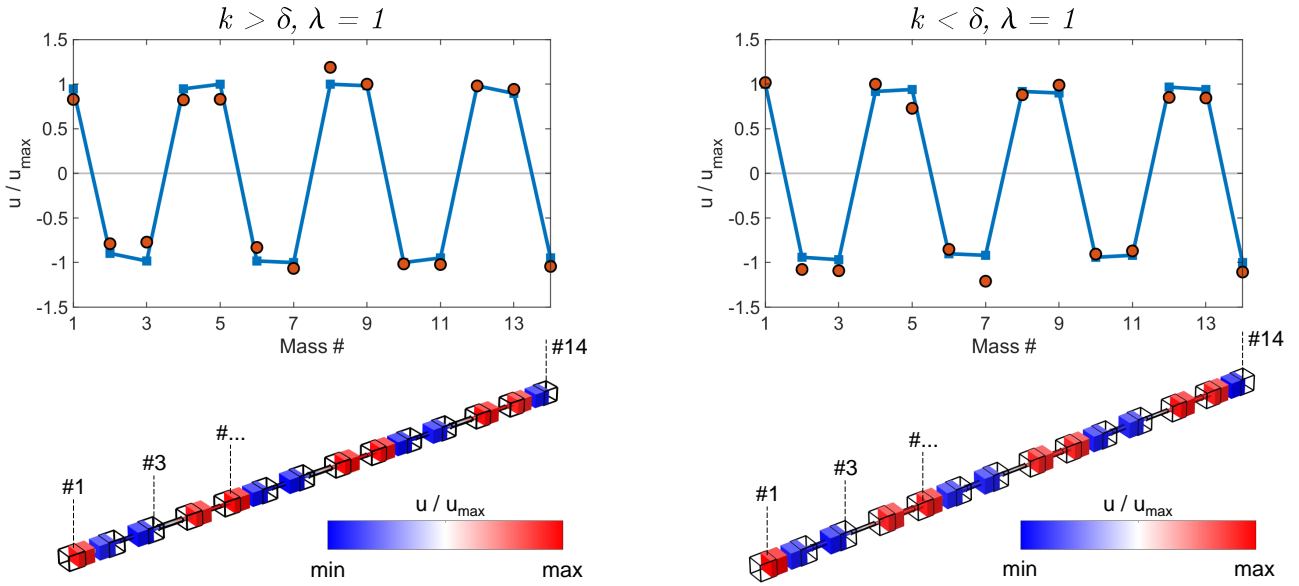 k > δ, λ = 1
1.5
1
0.5
0
-0.5
-1
-1.5
u / u_max
1 3 5 7 9 11 13
Mass #
#1
#3
#...
#14
u / u_max
min max
k < δ, λ = 1
1.5
1
0.5
0
-0.5
-1
-1.5
u / u_max
1 3 5 7 9 11 13
Mass #
#1
#3
#...
#14
u / u_max
min max